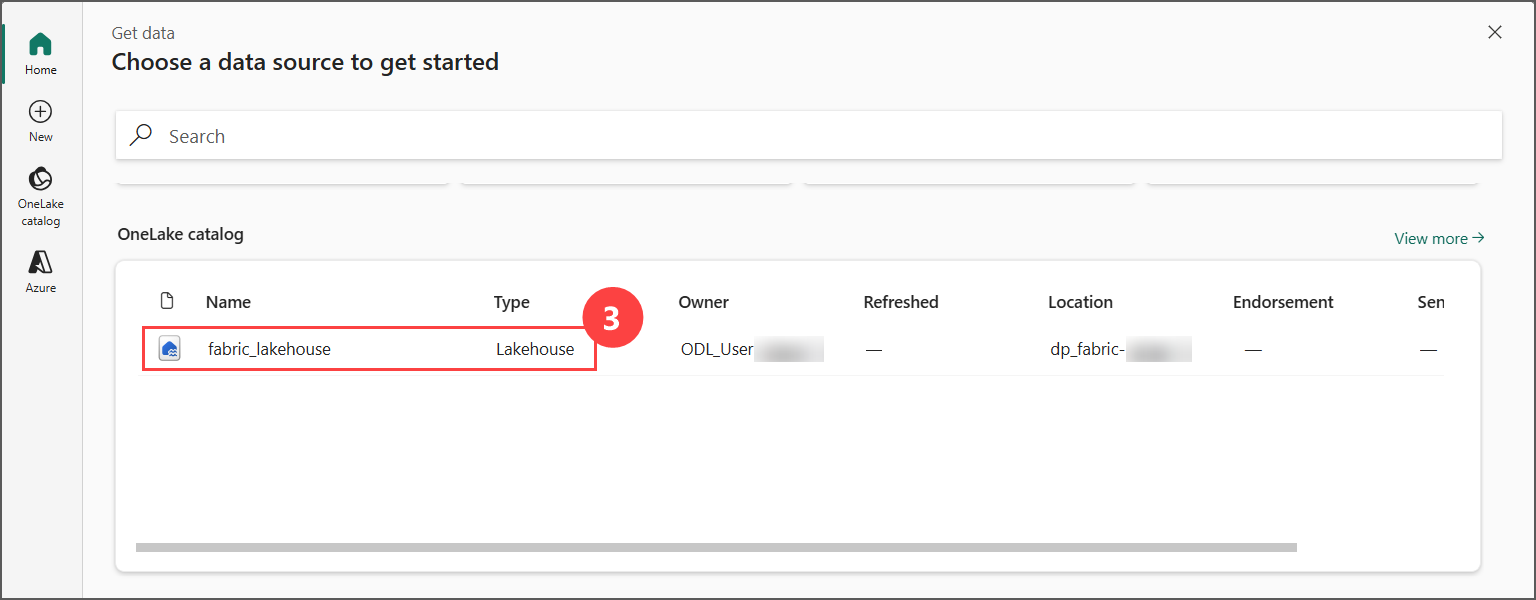 Home
New
OneLake
catalog
Azure
Get data
Choose a data source to get started
Search
OneLake catalog
View more
Name Type Owner Refreshed Location Endorsement Sen
3
fabric_lakehouse Lakehouse ODL_User — dp_fabric- — —